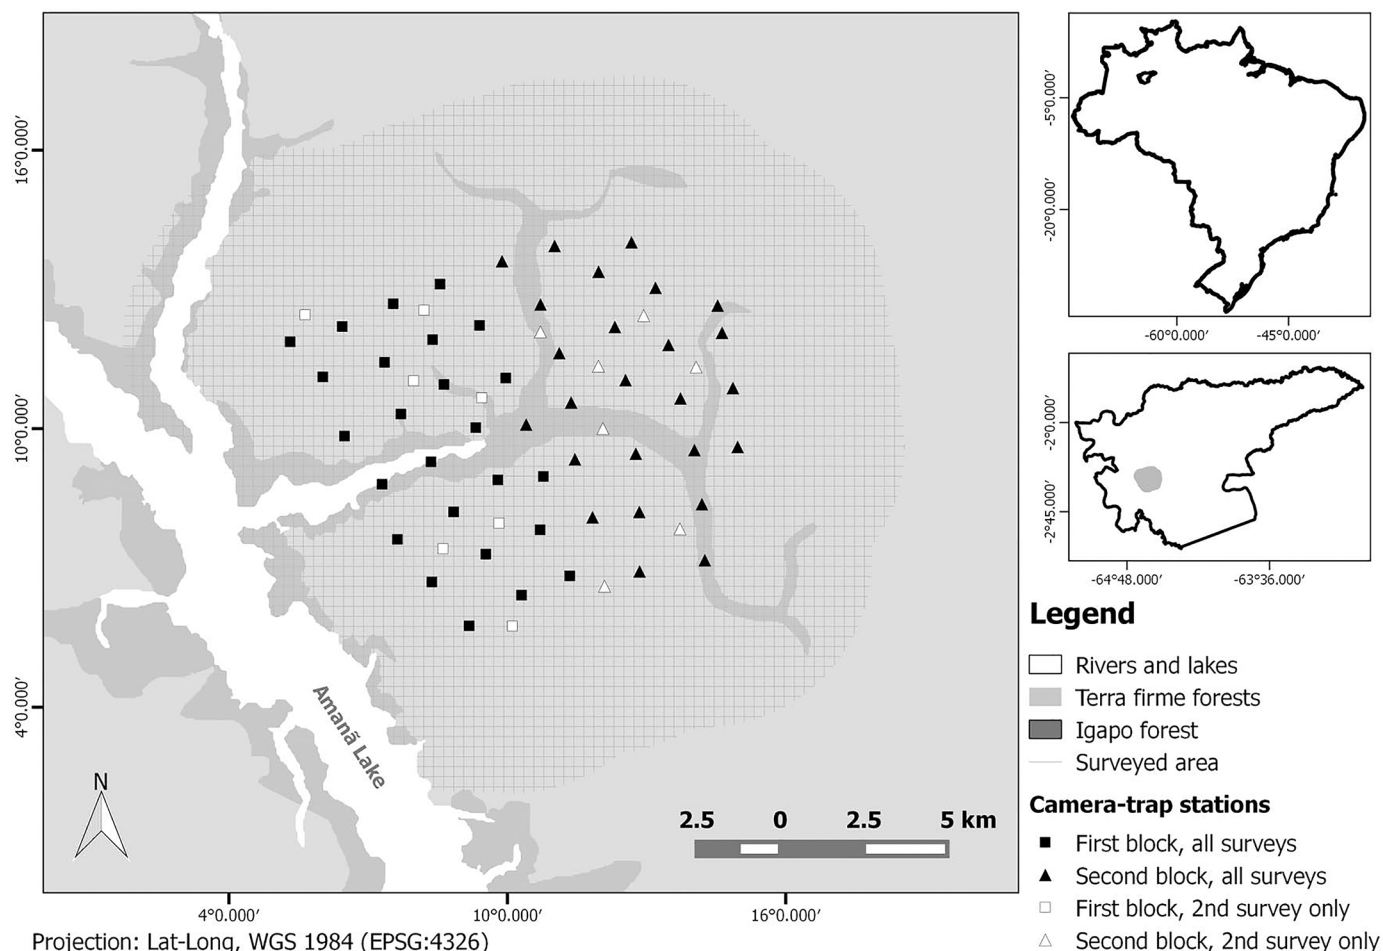 16°0.000′
10°0.000′
4°0.000′
4°0.000′
10°0.000′
16°0.000′
Amanã Lake
N
2.5 0 2.5 5 km
Projection: Lat-Long, WGS 1984 (EPSG:4326)
-5°0.000′
-20°0.000′
-60°0.000′
-45°0.000′
-2°0.000′
-2°45.000′
-64°48.000′
-63°36.000′
Legend
Rivers and lakes
Terra firme forests
Igapo forest
Surveyed area
Camera-trap stations
First block, all surveys
Second block, all surveys
First block, 2nd survey only
Second block, 2nd survey only